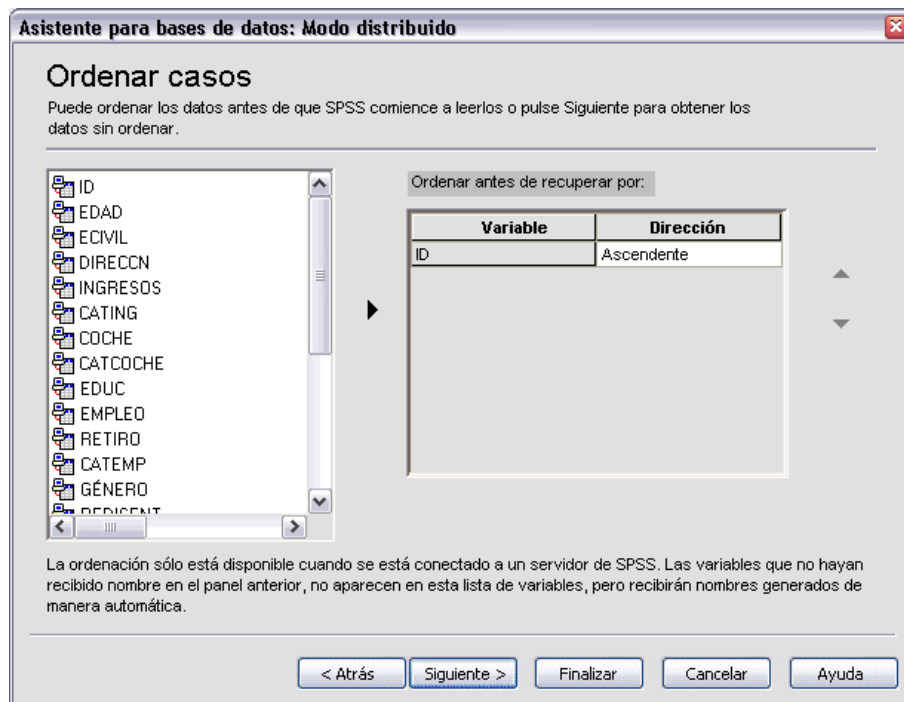 Asistente para bases de datos: Modo distribuido
Ordenar casos
Puede ordenar los datos antes de que SPSS comience a leerlos o pulse Siguiente para obtener los
datos sin ordenar.
ID
EDAD
ECIVIL
DIRECCN
INGRESOS
CATING
COCHE
CATCOCHE
EDUC
EMPLEO
RETIRO
CATEMP
GÉNERO
Ordenar antes de recuperar por:
Variable Dirección
ID Ascendente
La ordenación sólo está disponible cuando se está conectado a un servidor de SPSS. Las variables que no hayan
recibido nombre en el panel anterior, no aparecen en esta lista de variables, pero recibirán nombres generados de
manera automática.
< Atrás Siguiente > Finalizar Cancelar Ayuda